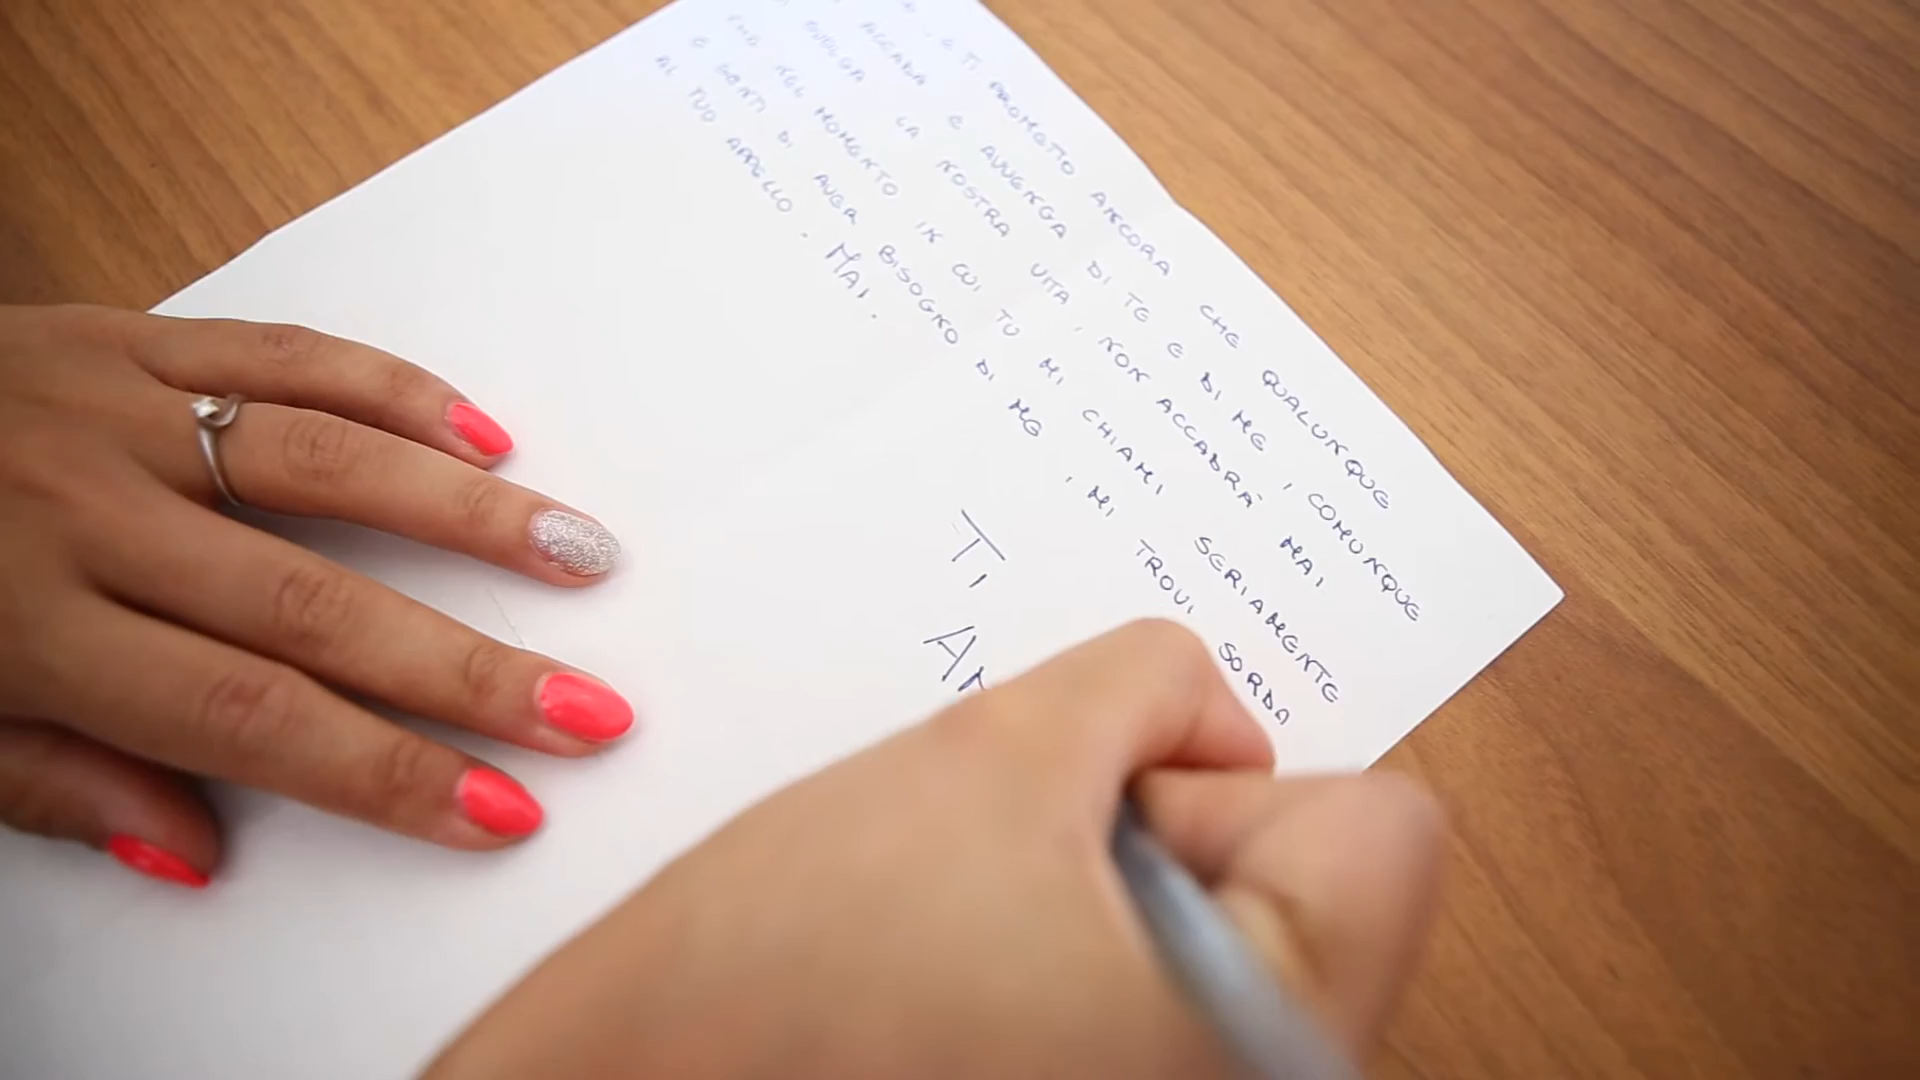 E TI PROMETTO ANCORA CHE QUALUNQUE
ACCADA E AVVENGA DI TE E DI ME, COMUNQUE
SVOLGA LA NOSTRA VITA, NON ACCADRÀ MAI
NEL MOMENTO IN CUI TU MI CHIAMI SERIAMENTE
E SENTI DI AVER BISOGNO DI ME, MI TROVI SORDA
AL TUO APPELLO. MAI.
TI
AM